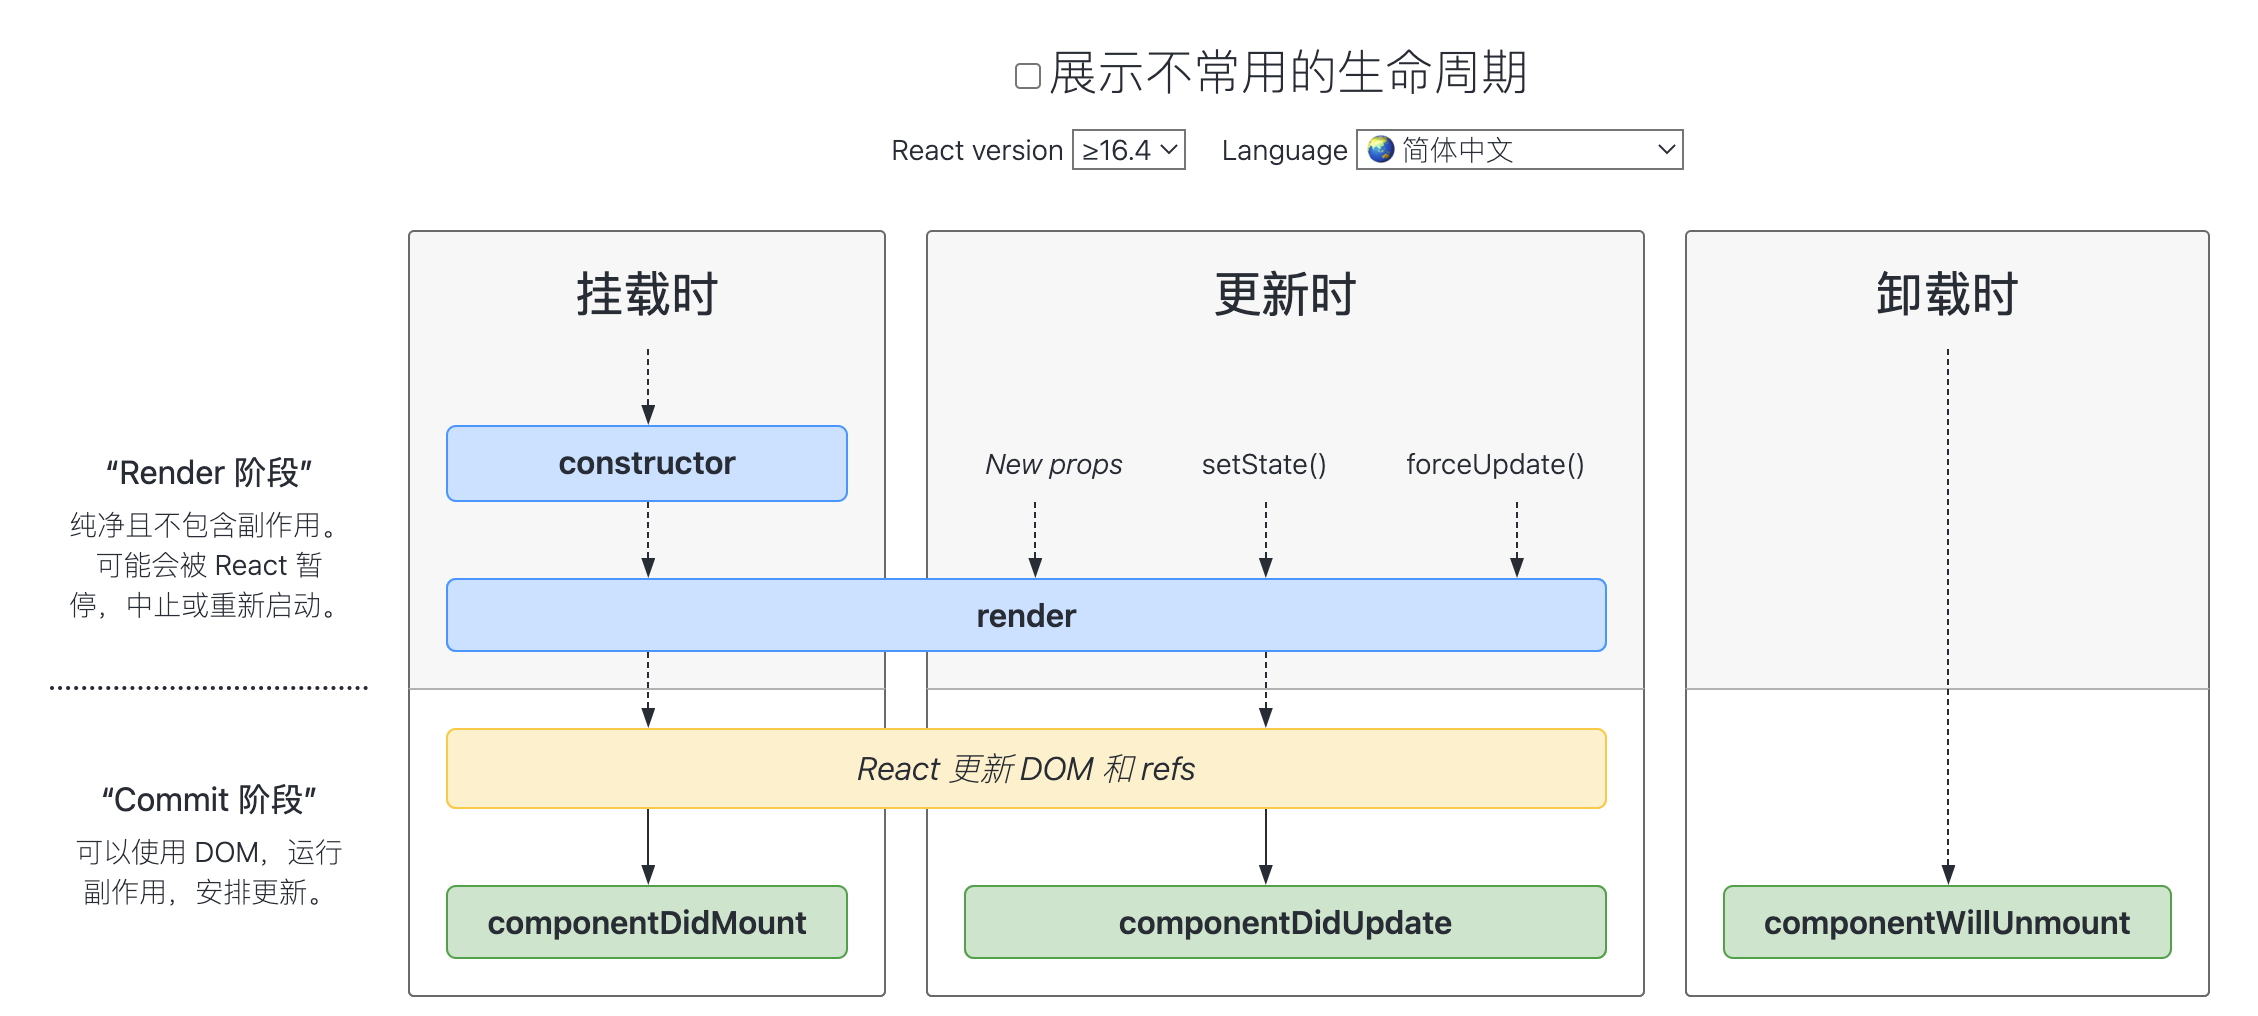 展示不常用的生命周期
React version ≥16.4 Language 🌏 简体中文
挂载时
更新时
卸载时
“Render 阶段”
纯净且不包含副作用。
可能会被 React 暂
停，中止或重新启动。
constructor
New props
setState()
forceUpdate()
render
“Commit 阶段”
可以使用 DOM，运行
副作用，安排更新。
React 更新 DOM 和 refs
componentDidMount
componentDidUpdate
componentWillUnmount